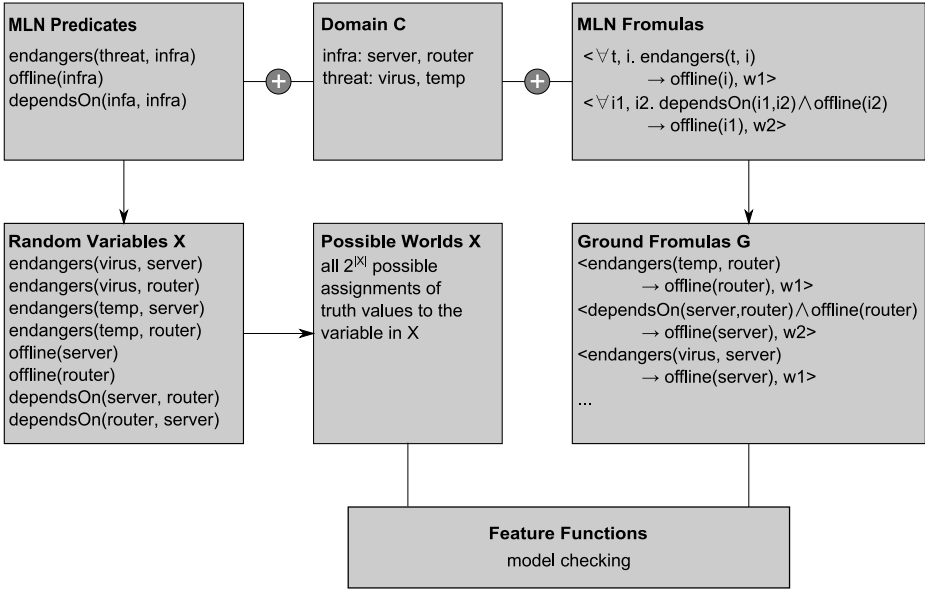 MLN Predicates
endangers(threat, infra)
offline(infra)
dependsOn(infa, infra)
+
Domain C
infra: server, router
threat: virus, temp
+
MLN Fromulas
<∀t, i. endangers(t, i)
→ offline(i), w1>
<∀i1, i2. dependsOn(i1,i2)∧offline(i2)
→ offline(i1), w2>
Random Variables X
endangers(virus, server)
endangers(virus, router)
endangers(temp, server)
endangers(temp, router)
offline(server)
offline(router)
dependsOn(server, router)
dependsOn(router, server)
Possible Worlds X
all 2^|X| possible
assignments of
truth values to the
variable in X
Ground Fromulas G
<endangers(temp, router)
→ offline(router), w1>
<dependsOn(server,router)∧offline(router)
→ offline(server), w2>
<endangers(virus, server)
→ offline(server), w1>
...
Feature Functions
model checking